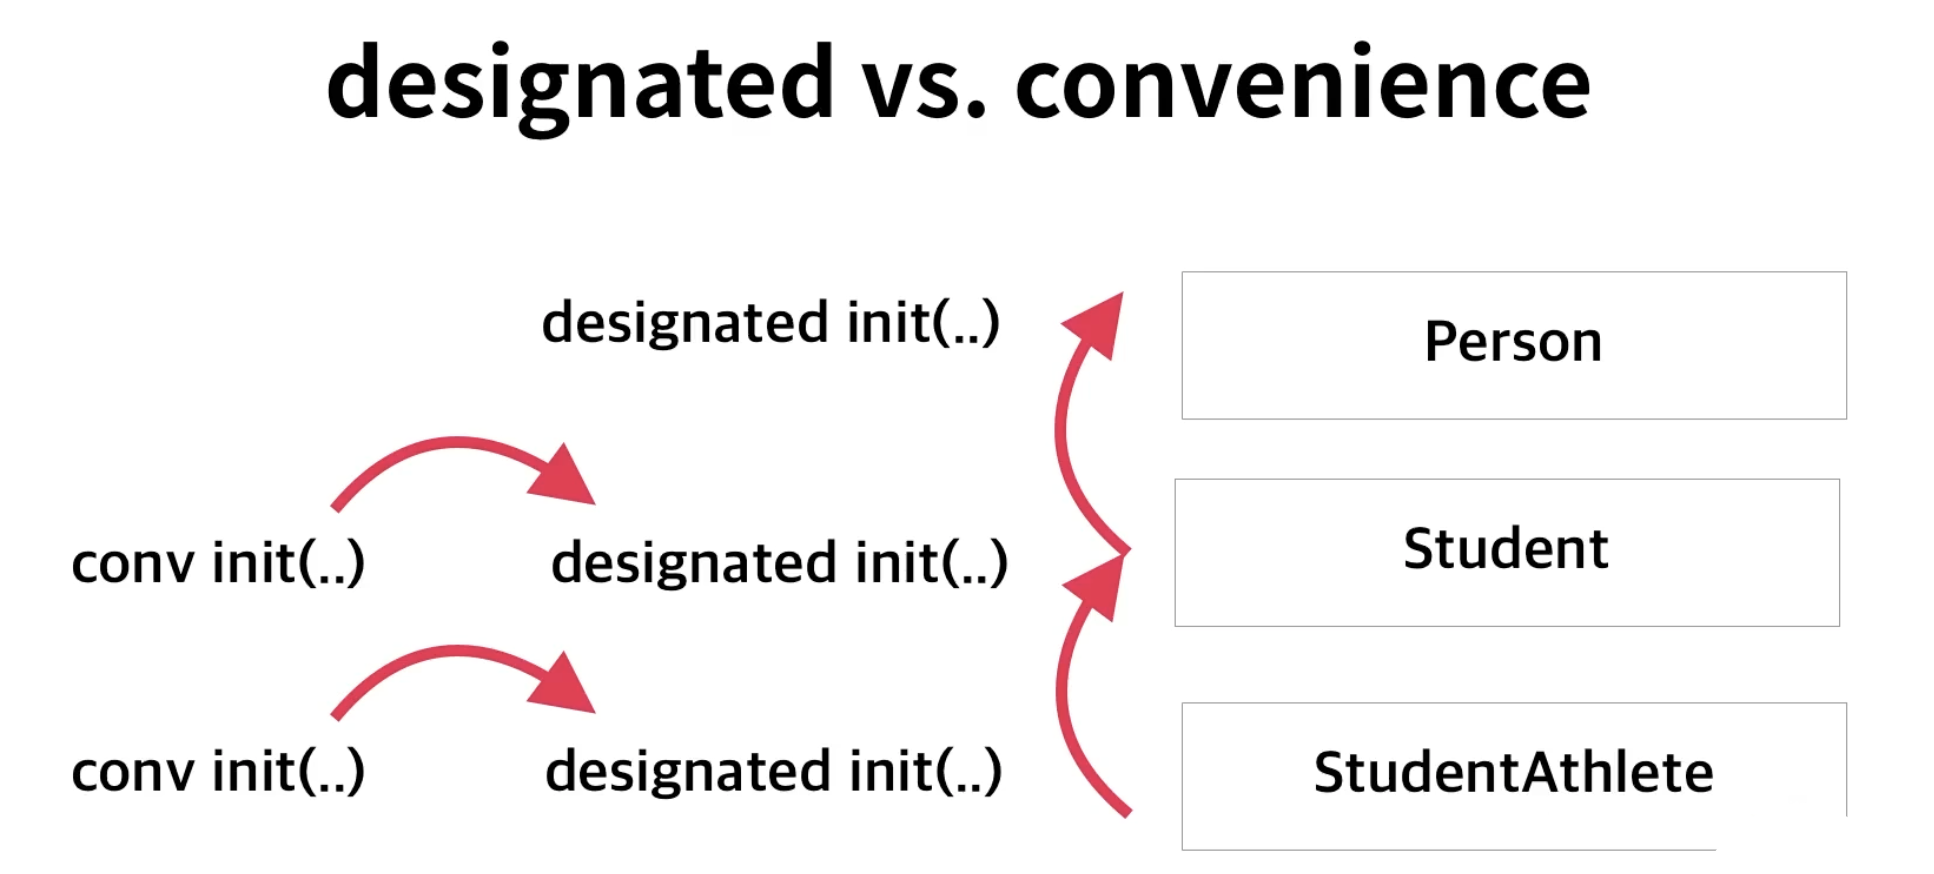 designated vs. convenience
designated init(..)
Person
conv init(..)
designated init(..)
Student
conv init(..)
designated init(..)
StudentAthlete